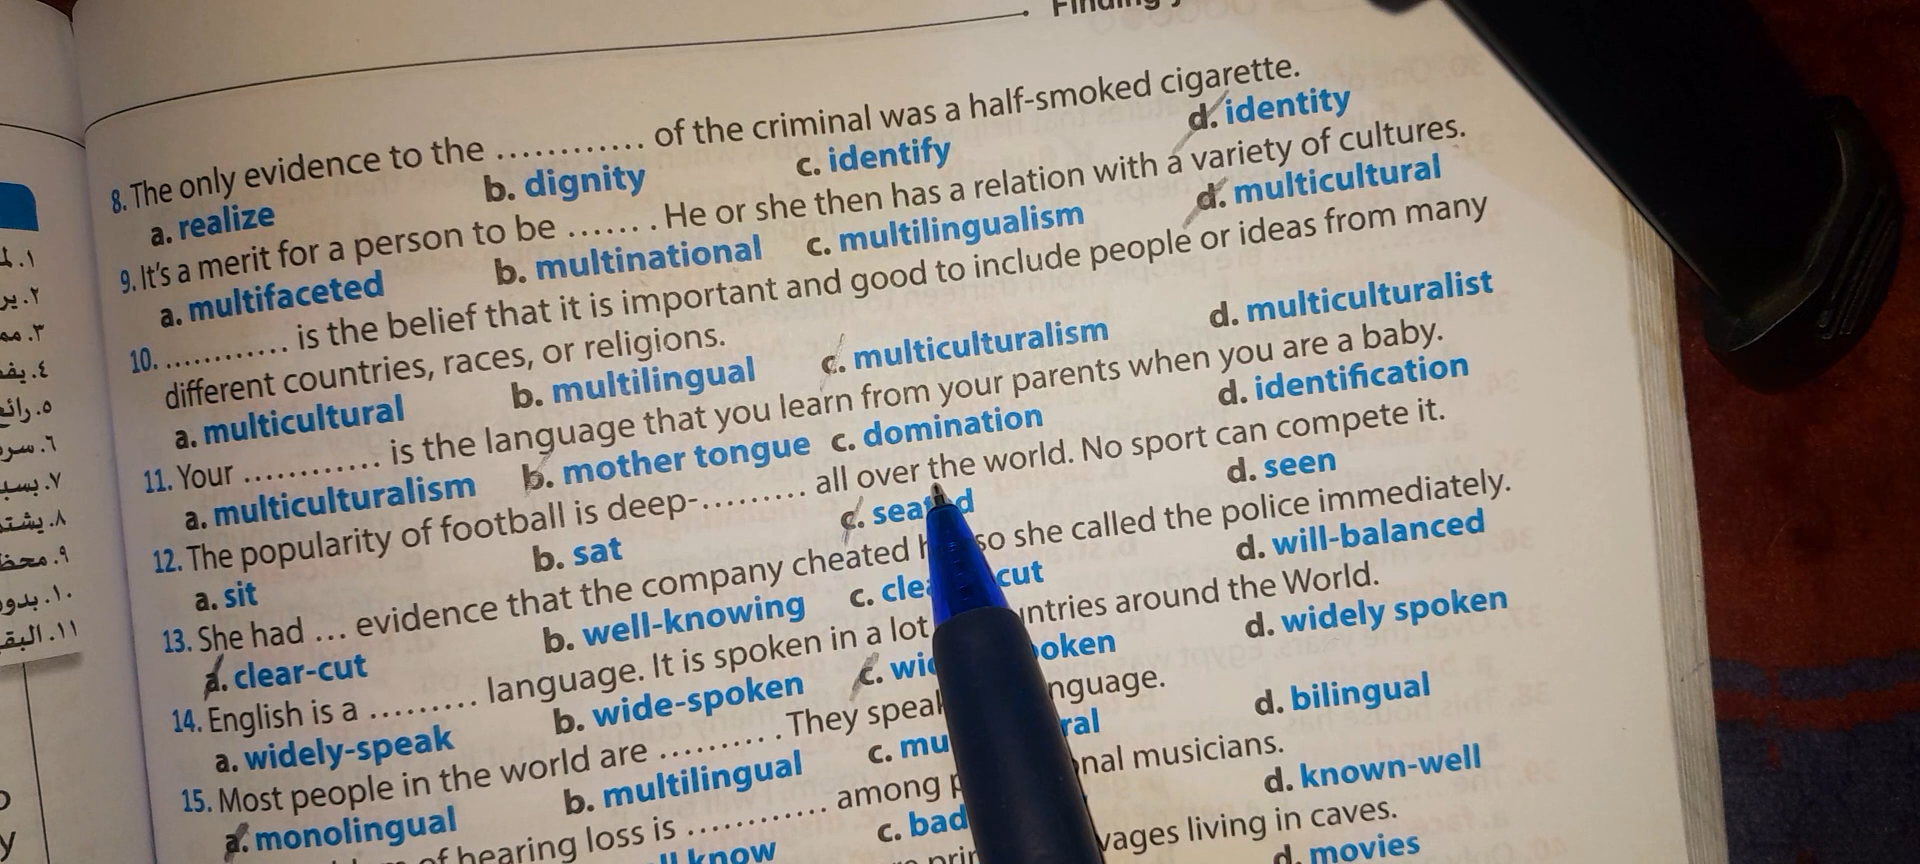 8. The only evidence to the ............ of the criminal was a half-smoked cigarette.
a. realize b. dignity c. identify d. identity
9. It's a merit for a person to be ....... . He or she then has a relation with a variety of cultures.
a. multifaceted b. multinational c. multilingualism d. multicultural
10. ............ is the belief that it is important and good to include people or ideas from many
different countries, races, or religions.
a. multicultural b. multilingual c. multiculturalism d. multiculturalist
11. Your ............ is the language that you learn from your parents when you are a baby.
a. multiculturalism b. mother tongue c. domination d. identification
12. The popularity of football is deep-......... all over the world. No sport can compete it.
a. sit b. sat c. seated d. seen
13. She had ... evidence that the company cheated so she called the police immediately.
a. clear-cut b. well-knowing c. cut d. will-balanced
14. English is a ......... language. It is spoken in a lot around the World.
a. widely-speak b. wide-spoken c. d. widely spoken
15. Most people in the world are .......... . They speak
a. monolingual b. multilingual c. d. bilingual
of hearing loss is ............ among musicians.
know c. bad d. known-well
living in caves.
d. movies